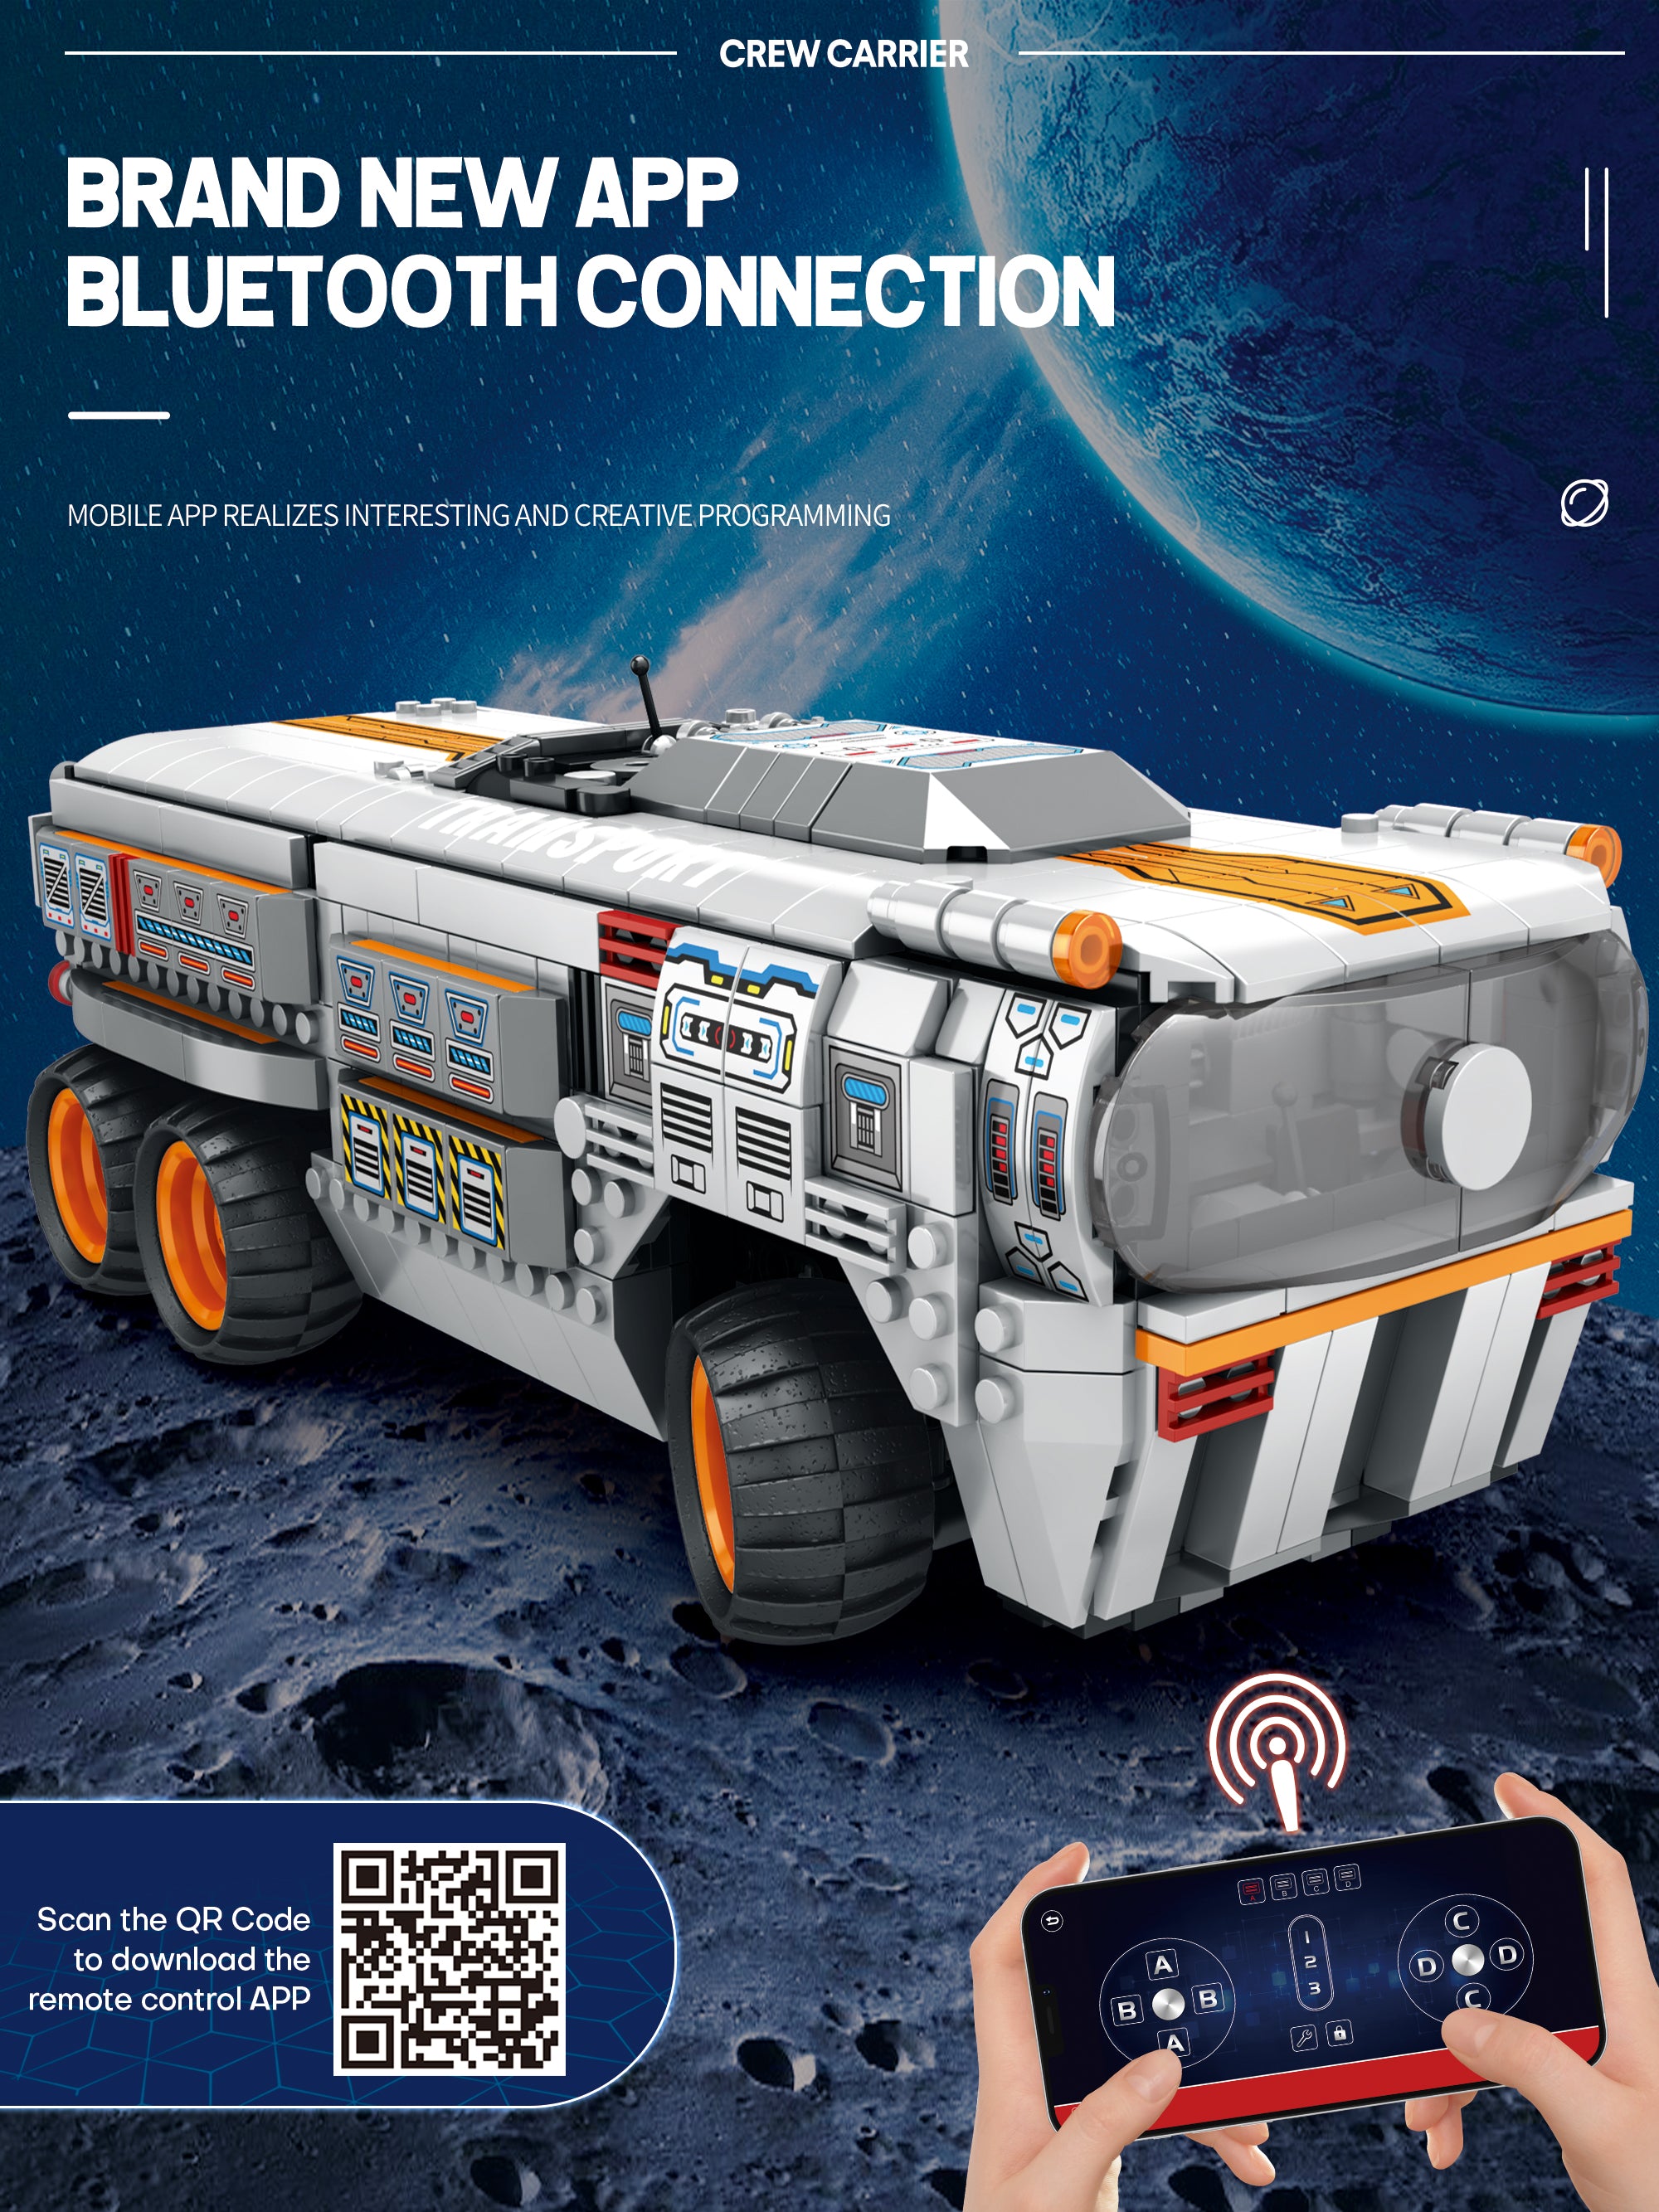 CREW CARRIER
BRAND NEW APP
BLUETOOTH CONNECTION
MOBILE APP REALIZES INTERESTING AND CREATIVE PROGRAMMING
TRANSPORT
Scan the QR Code
to download the
remote control APP
A B C D
A
B B
A
1
2
3
C
D D
C